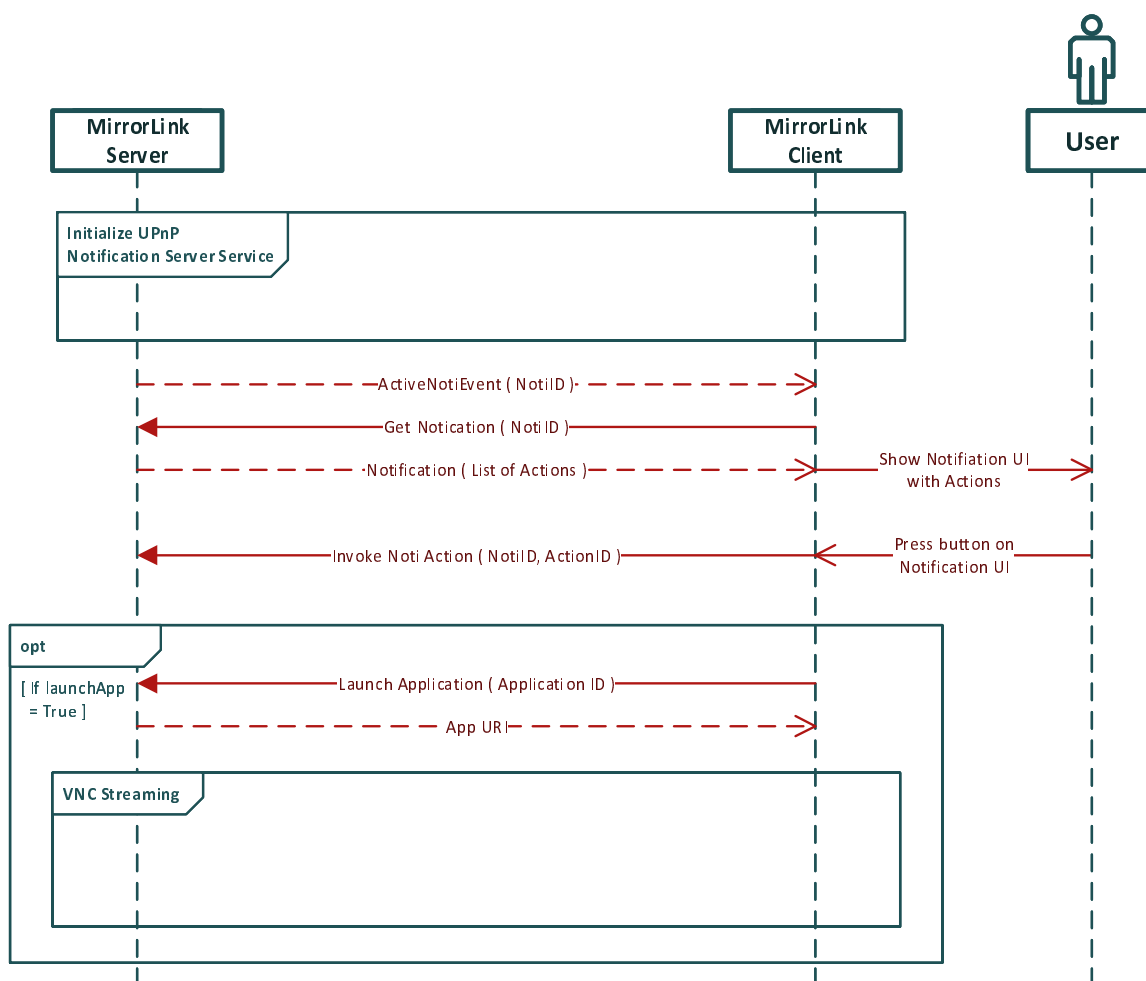 MirrorLink
Server
MirrorLink
Client
User
Initialize UPnP
Notification Server Service
ActiveNotiEvent ( NotiID )
Get Notication ( NotiID )
Notification ( List of Actions )
Show Notifiation UI
with Actions
Invoke Noti Action ( NotiID, ActionID )
Press button on
Notification UI
opt
[ If launchApp
= True ]
Launch Application ( Application ID )
App URI
VNC Streaming